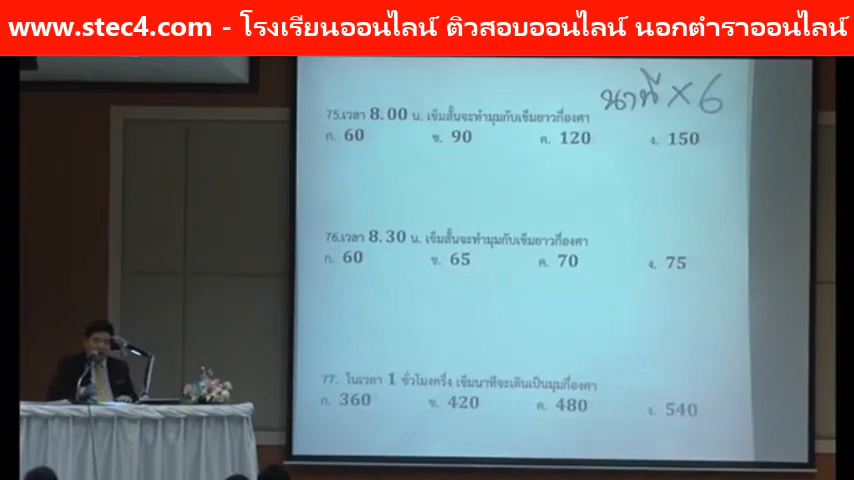 www.stec4.com - โรงเรียนออนไลน์ ติวสอบออนไลน์ นอกตำราออนไลน์
นาที × 6
75.เวลา 8.00 น. เข็มสั้นจะทำมุมกับเข็มยาวกี่องศา
ก. 60 ข. 90 ค. 120 ง. 150
76.เวลา 8.30 น. เข็มสั้นจะทำมุมกับเข็มยาวกี่องศา
ก. 60 ข. 65 ค. 70 ง. 75
77. ในเวลา 1 ชั่วโมงครึ่ง เข็มนาทีจะเดินเป็นมุมกี่องศา
ก. 360 ข. 420 ค. 480 ง. 540